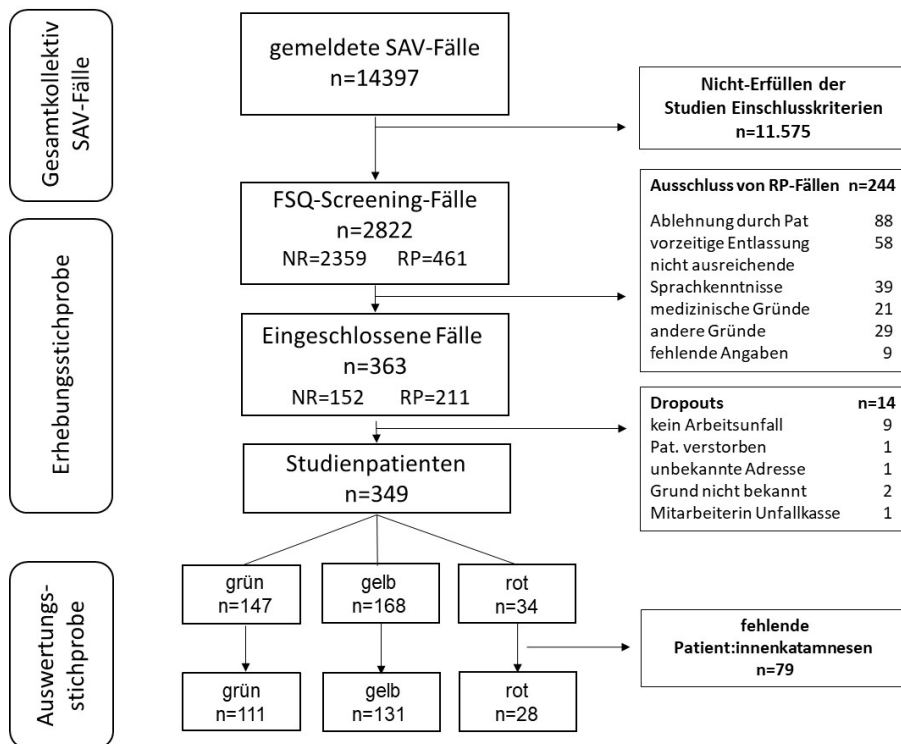 Gesamtkollektiv
SAV-Fälle
gemeldete SAV-Fälle
n=14397
Nicht-Erfüllen der
Studien Einschlusskriterien
n=11.575
Erhebungsstichprobe
FSQ-Screening-Fälle
n=2822
NR=2359 RP=461
Ausschluss von RP-Fällen n=244
Ablehnung durch Pat 88
vorzeitige Entlassung 58
nicht ausreichende
Sprachkenntnisse 39
medizinische Gründe 21
andere Gründe 29
fehlende Angaben 9
Eingeschlossene Fälle
n=363
NR=152 RP=211
Dropouts n=14
kein Arbeitsunfall 9
Pat. verstorben 1
unbekannte Adresse 1
Grund nicht bekannt 2
Mitarbeiterin Unfallkasse 1
Studienpatienten
n=349
Auswertungs-
stichprobe
grün
n=147
gelb
n=168
rot
n=34
fehlende
Patient:innenkatamnesen
n=79
grün
n=111
gelb
n=131
rot
n=28